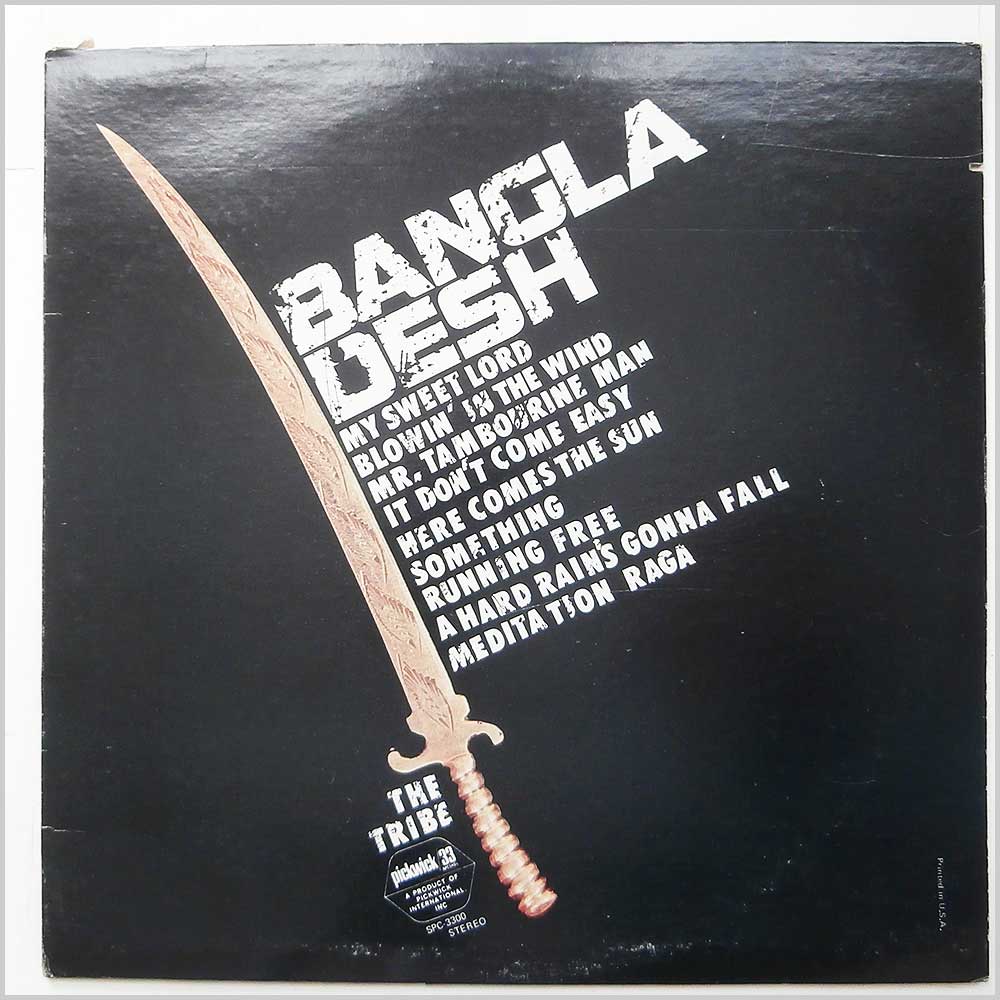 BANGLA
DESH
MY SWEET LORD
BLOWIN' IN THE WIND
MR. TAMBOURINE MAN
IT DON'T COME EASY
HERE COMES THE SUN
SOMETHING
RUNNING FREE
A HARD RAIN'S GONNA FALL
MEDITATION RAGA
THE
TRIBE
pickwick 33
A PRODUCT OF
PICKWICK
INTERNATIONAL,
INC
SPC-3300
STEREO
Printed in U.S.A.